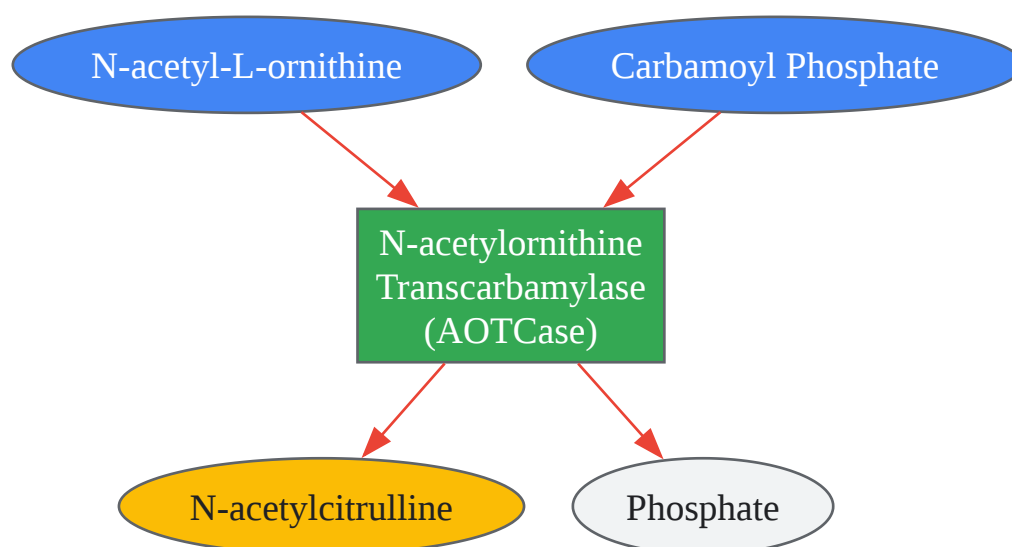 N-acetyl-L-ornithine
Carbamoyl Phosphate
N-acetylornithine
Transcarbamylase
(AOTCase)
N-acetylcitrulline
Phosphate